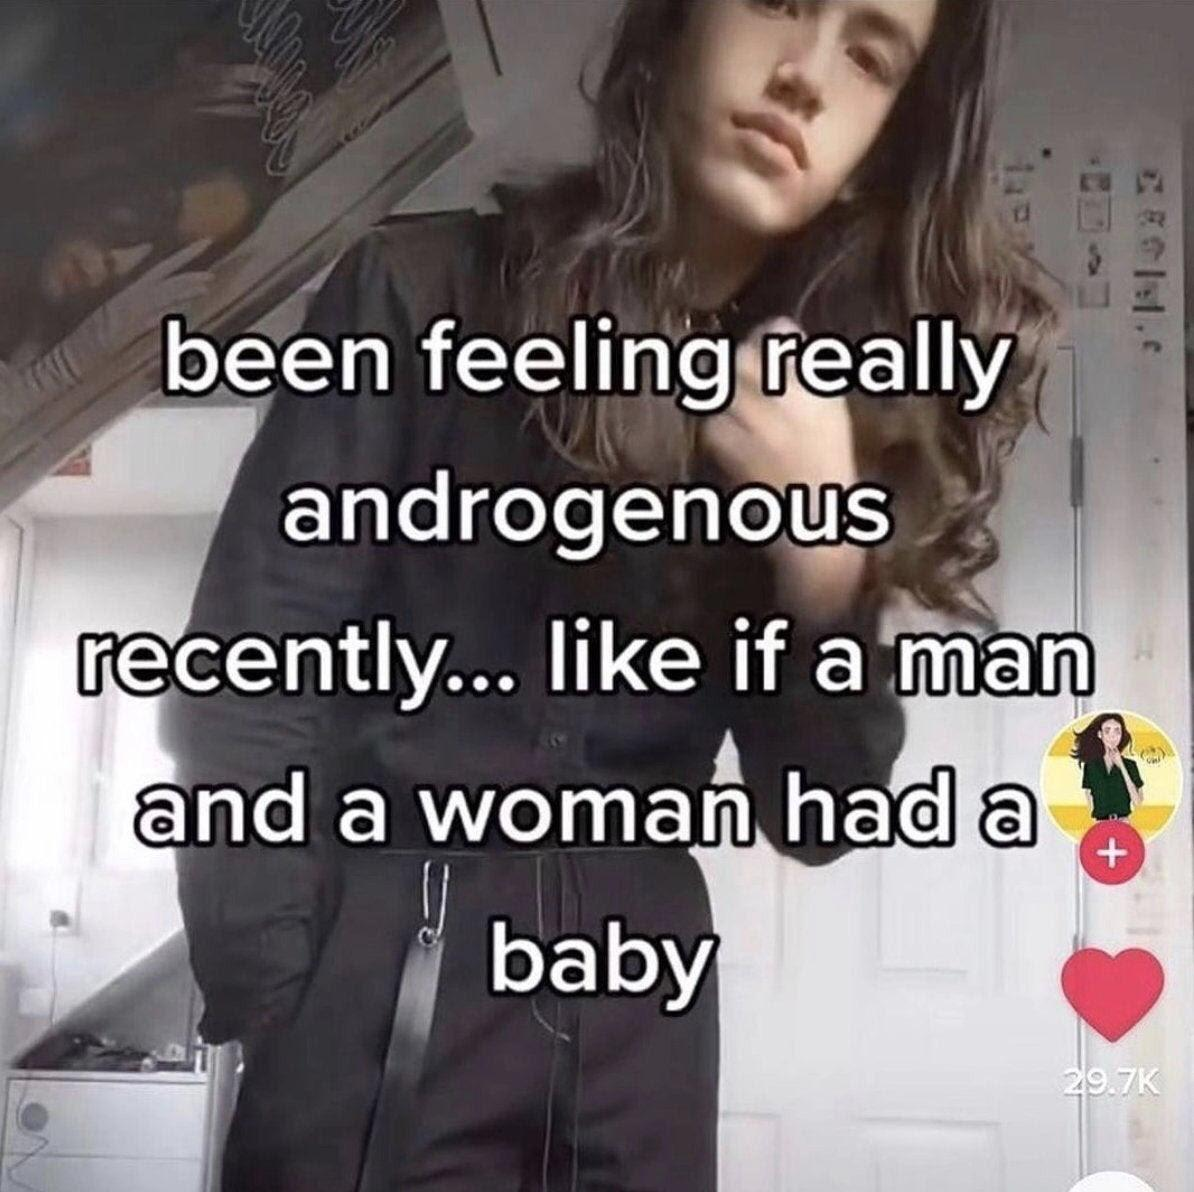 been feeling really
androgenous
recently... like if a man
and a woman had a
baby
29.7K